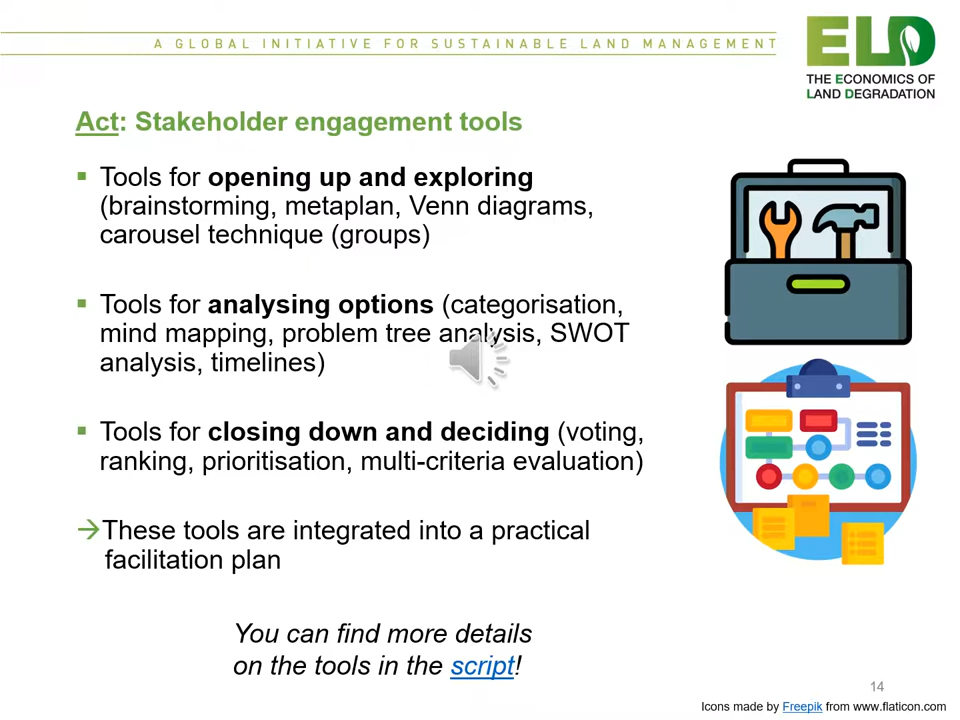 A GLOBAL INITIATIVE FOR SUSTAINABLE LAND MANAGEMENT
ELD
THE ECONOMICS OF
LAND DEGRADATION
Act: Stakeholder engagement tools
▪ Tools for opening up and exploring
(brainstorming, metaplan, Venn diagrams,
carousel technique (groups)
▪ Tools for analysing options (categorisation,
mind mapping, problem tree analysis, SWOT
analysis, timelines)
▪ Tools for closing down and deciding (voting,
ranking, prioritisation, multi-criteria evaluation)
→These tools are integrated into a practical
facilitation plan
You can find more details
on the tools in the script!
14
Icons made by Freepik from www.flaticon.com